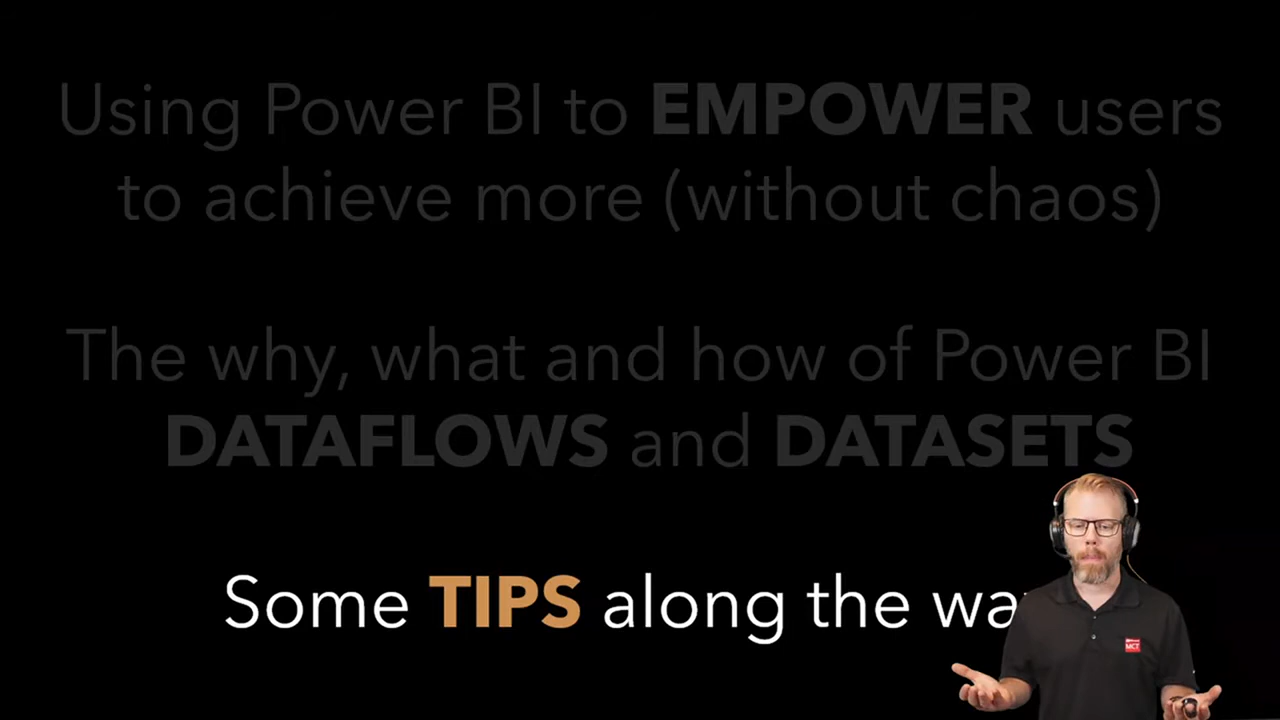 Using Power BI to EMPOWER users
to achieve more (without chaos)
The why, what and how of Power BI
DATAFLOWS and DATASETS
Some TIPS along the
MCT